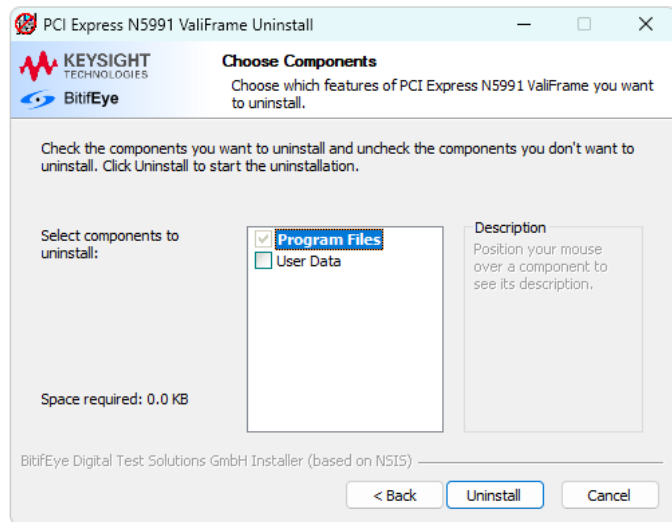 PCI Express N5991 ValiFrame Uninstall
KEYSIGHT
TECHNOLOGIES
BitifEye
Choose Components
Choose which features of PCI Express N5991 ValiFrame you want
to uninstall.
Check the components you want to uninstall and uncheck the components you don't want to
uninstall. Click Uninstall to start the uninstallation.
Select components to
uninstall:
Program Files
User Data
Description
Position your mouse
over a component to
see its description.
Space required: 0.0 KB
BitifEye Digital Test Solutions GmbH Installer (based on NSIS)
< Back
Uninstall
Cancel